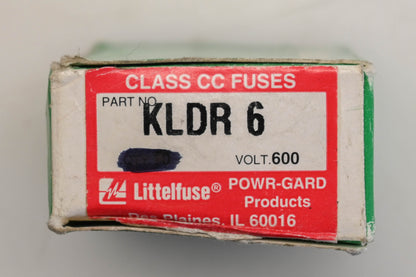 CLASS CC FUSES
PART NO.
KLDR 6
VOLT. 600
Littelfuse® POWR-GARD
Products
Des Plaines, IL 60016